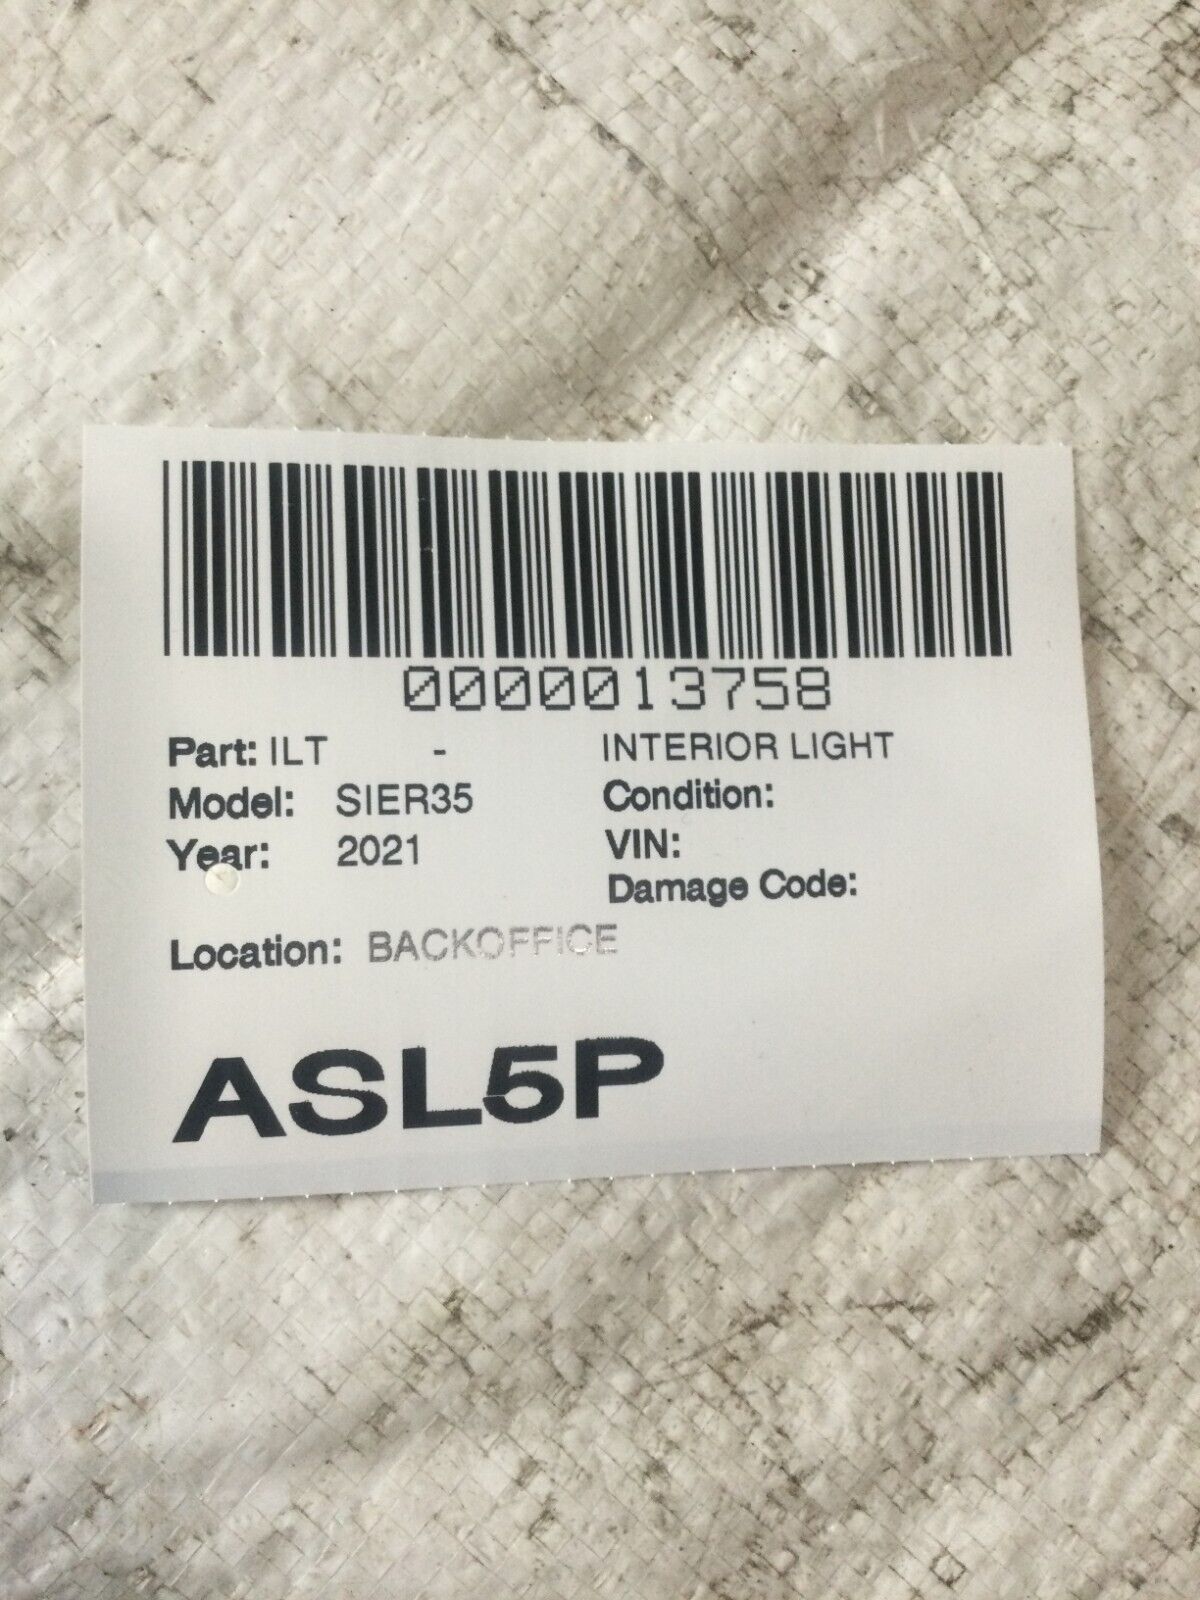 0000013758
Part: ILT - INTERIOR LIGHT
Model: SIER35 Condition:
Year: 2021 VIN:
Damage Code:
Location: BACKOFFICE
ASL5P